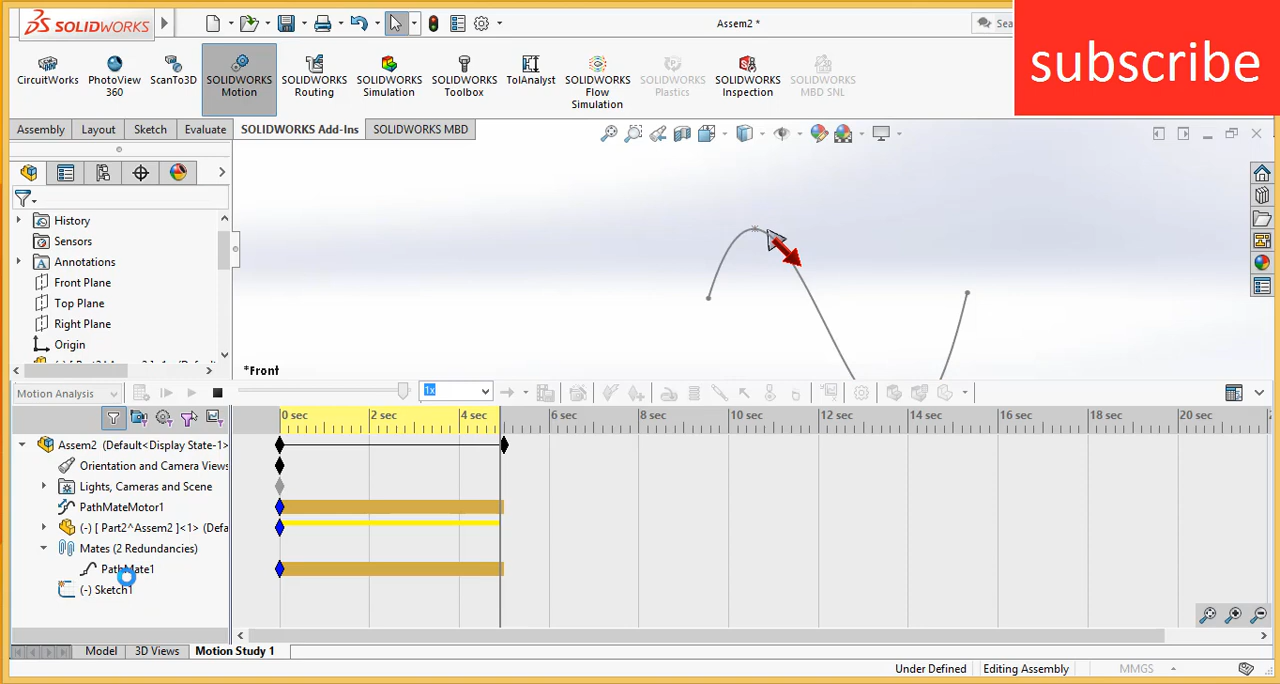 SOLIDWORKS
Assem2 *
Sea
subscribe
CircuitWorks
PhotoView
360
ScanTo3D
SOLIDWORKS
Motion
SOLIDWORKS
Routing
SOLIDWORKS
Simulation
SOLIDWORKS
Toolbox
TolAnalyst
SOLIDWORKS
Flow
Simulation
SOLIDWORKS
Plastics
SOLIDWORKS
Inspection
SOLIDWORKS
MBD SNL
Assembly
Layout
Sketch
Evaluate
SOLIDWORKS Add-Ins
SOLIDWORKS MBD
History
Sensors
Annotations
Front Plane
Top Plane
Right Plane
Origin
*Front
Motion Analysis
1x
0 sec
2 sec
4 sec
6 sec
8 sec
10 sec
12 sec
14 sec
16 sec
18 sec
20 sec
Assem2 (Default<Display State-1>
Orientation and Camera Views
Lights, Cameras and Scene
PathMateMotor1
(-) [ Part2^Assem2 ]<1> (Defa
Mates (2 Redundancies)
PathMate1
(-) Sketch1
Model
3D Views
Motion Study 1
Under Defined
Editing Assembly
MMGS